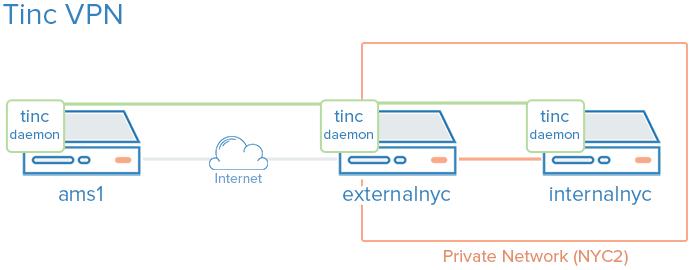 Tinc VPN
tinc
daemon
tinc
daemon
tinc
daemon
Internet
ams1
externalnyc
internalnyc
Private Network (NYC2)